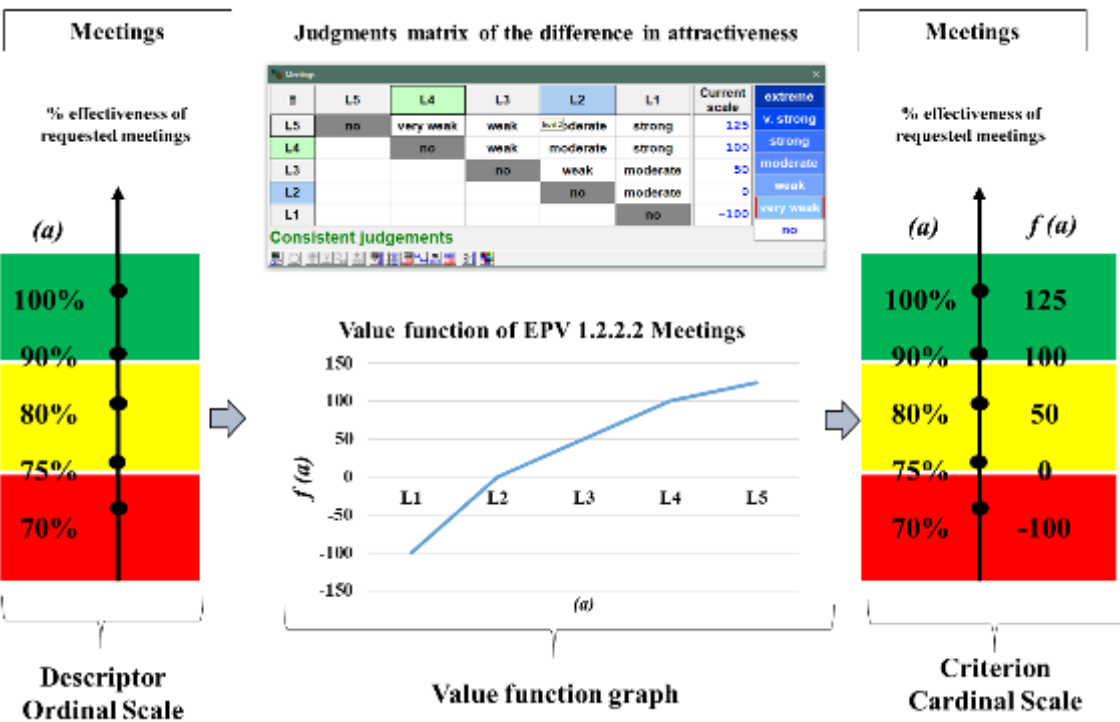 Meetings
% effectiveness of
requested meetings
(a)
100%
90%
80%
75%
70%
Descriptor
Ordinal Scale
Judgments matrix of the difference in attractiveness
Meetings
L5 L4 L3 L2 L1 Current scale
L5 no very weak weak moderate strong 125
L4 no weak moderate strong 100
L3 no weak moderate 50
L2 no moderate 0
L1 no -100
extreme
v. strong
strong
moderate
weak
very weak
no
Consistent judgements
Value function of EPV 1.2.2.2 Meetings
150
100
50
0
-50
-100
-150
f (a)
L1 L2 L3 L4 L5
(a)
Value function graph
Meetings
% effectiveness of
requested meetings
(a) f (a)
100% 125
90% 100
80% 50
75% 0
70% -100
Criterion
Cardinal Scale